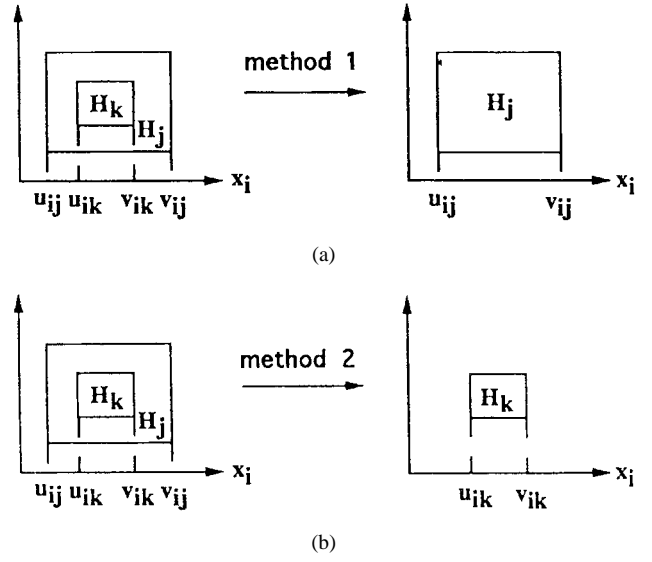 method 1
H_k
H_j
H_j
x_i
x_i
u_ij u_ik v_ik v_ij
u_ij
v_ij
(a)
method 2
H_k
H_k
H_j
x_i
x_i
u_ij u_ik v_ik v_ij
u_ik v_ik
(b)